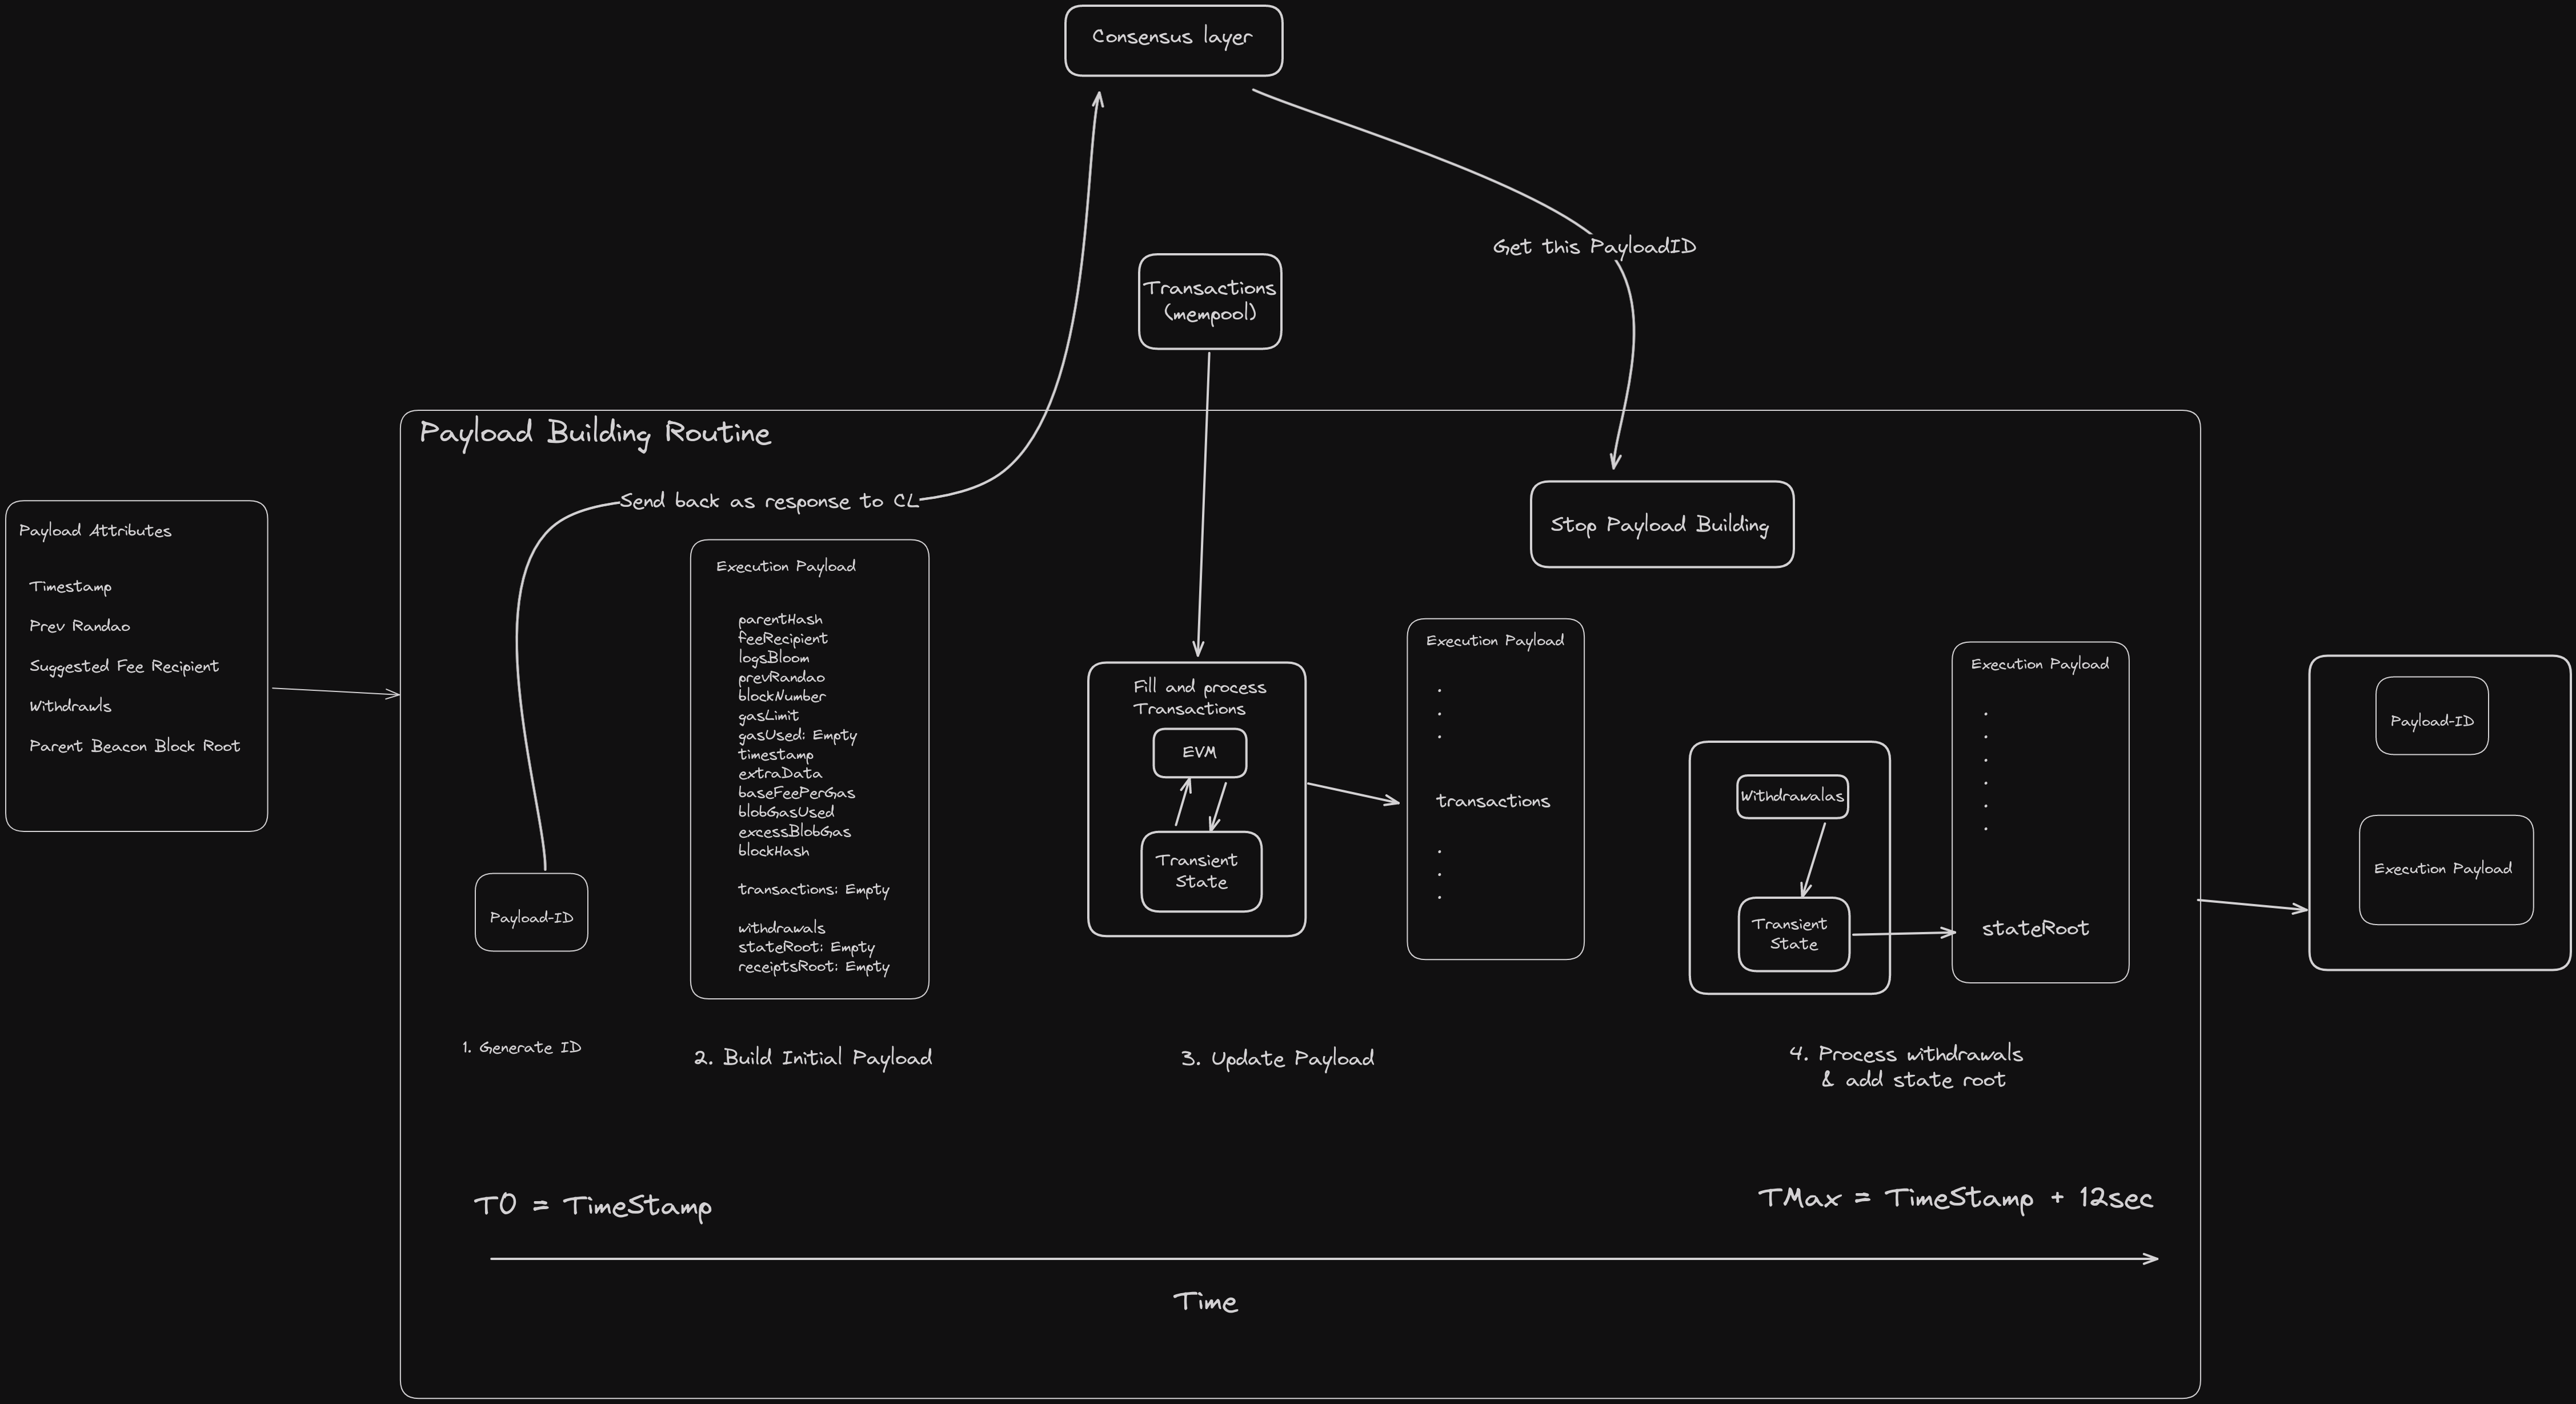 Consensus layer
Get this PayloadID
Transactions
(mempool)
Payload Building Routine
Send back as response to CL
Stop Payload Building
Payload Attributes
Timestamp
Prev Randao
Suggested Fee Recipient
Withdrawls
Parent Beacon Block Root
Payload-ID
1. Generate ID
Execution Payload
parentHash
feeRecipient
logsBloom
prevRandao
blockNumber
gasLimit
gasUsed: Empty
timestamp
extraData
baseFeePerGas
blobGasUsed
excessBlobGas
blockHash
transactions: Empty
withdrawals
stateRoot: Empty
receiptsRoot: Empty
2. Build Initial Payload
Fill and process
Transactions
EVM
Transient
State
Execution Payload
.
.
.
transactions
.
.
.
3. Update Payload
Withdrawalas
Transient
State
Execution Payload
.
.
.
.
.
.
stateRoot
4. Process withdrawals
& add state root
Payload-ID
Execution Payload
T0 = TimeStamp
TMax = TimeStamp + 12sec
Time